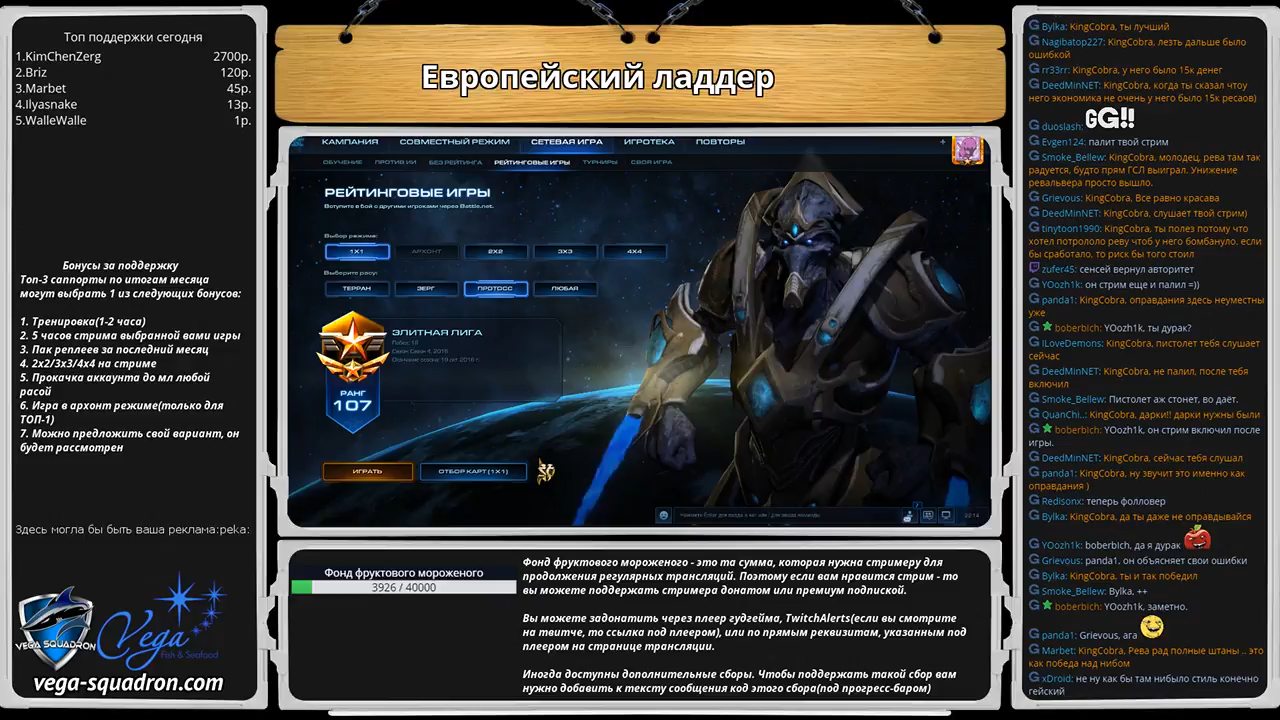 Топ поддержки сегодня
1.KimChenZerg 2700р.
2.Briz 120р.
3.Marbet 45р.
4.Ilyasnake 13р.
5.WalleWalle 1р.
Бонусы за поддержку
Топ-3 саппорты по итогам месяца
могут выбрать 1 из следующих бонусов:
1. Тренировка(1-2 часа)
2. 5 часов стрима выбранной вами игры
3. Пак реплеев за последний месяц
4. 2х2/3х3/4х4 на стриме
5. Прокачка аккаунта до мл любой
расой
6. Игра в архонт режиме(только для
ТОП-1)
7. Можно предложить свой вариант, он
будет рассмотрен
Здесь могла бы быть ваша реклама:peka:
VEGA SQUADRON
Vega
Fish & Seafood
vega-squadron.com
Европейский ладдер
КАМПАНИЯ СОВМЕСТНЫЙ РЕЖИМ СЕТЕВАЯ ИГРА ИГРОТЕКА ПОВТОРЫ
ОБУЧЕНИЕ ПРОТИВ ИИ БЕЗ РЕЙТИНГА РЕЙТИНГОВЫЕ ИГРЫ ТУРНИРЫ СВОЯ ИГРА
РЕЙТИНГОВЫЕ ИГРЫ
Вступите в бой с другими игроками через Battle.net.
Выбор режима:
1X1 АРХОНТ 2X2 3X3 4X4
Выберите расу:
ТЕРРАН ЗЕРГ ПРОТОСС ЛЮБАЯ
ЭЛИТНАЯ ЛИГА
РАНГ
107
ИГРАТЬ ОТБОР КАРТ (1X1)
Фонд фруктового мороженого
3926 / 40000
Фонд фруктового мороженого - это та сумма, которая нужна стримеру для
продолжения регулярных трансляций. Поэтому если вам нравится стрим - то
вы можете поддержать стримера донатом или премиум подпиской.
Вы можете задонатить через плеер гудгейма, TwitchAlerts(если вы смотрите
на твитче, то ссылка под плеером), или по прямым реквизитам, указанным под
плеером на странице трансляции.
Иногда доступны дополнительные сборы. Чтобы поддержать такой сбор вам
нужно добавить к тексту сообщения код этого сбора(под прогресс-баром)
Bylka: KingCobra, ты лучший
Nagibatop227: KingCobra, лезть дальше было
ошибкой
rr33rr: KingCobra, у него было 15к денег
DeedMinNET: KingCobra, когда ты сказал чтоу
него экономика не очень у него было 15к ресаов)
duoslash: GG!!
Evgen124: палит твой стрим
Smoke_Bellew: KingCobra, молодец, рева там так
радуется, будто прям ГСЛ выиграл. Унижение
ревальвера просто вышло.
Grievous: KingCobra, Все равно красава
DeedMinNET: KingCobra, слушает твой стрим)
tinytoon1990: KingCobra, ты полез потому что
хотел потрололо реву чтоб у него бомбануло. если
бы сработало, то риск бы того стоил
zufer45: сенсей вернул авторитет
YOozh1k: он стрим еще и палил =))
panda1: KingCobra, оправдания здесь неуместны
уже
boberbich: YOozh1k, ты дурак?
ILoveDemons: KingCobra, пистолет тебя слушает
сейчас
DeedMinNET: KingCobra, не палил, после тебя
включил
Smoke_Bellew: Пистолет аж стонет, во даёт.
QuanChi..: KingCobra, дарки!! дарки нужны были
boberbich: YOozh1k, он стрим включил после
игры.
DeedMinNET: KingCobra, сейчас тебя слушал
panda1: KingCobra, ну звучит это именно как
оправдания )
Redisonx: теперь фолловер
Bylka: KingCobra, да ты даже не оправдывайся
YOozh1k: boberbich, да я дурак
Grievous: panda1, он объясняет свои ошибки
Bylka: KingCobra, ты и так победил
Smoke_Bellew: Bylka, ++
boberbich: YOozh1k, заметно.
panda1: Grievous, ага
Marbet: KingCobra, Рева рад полные штаны .. это
как победа над нибом
xDroid: не ну как бы там нибыло стиль конечно
гейский